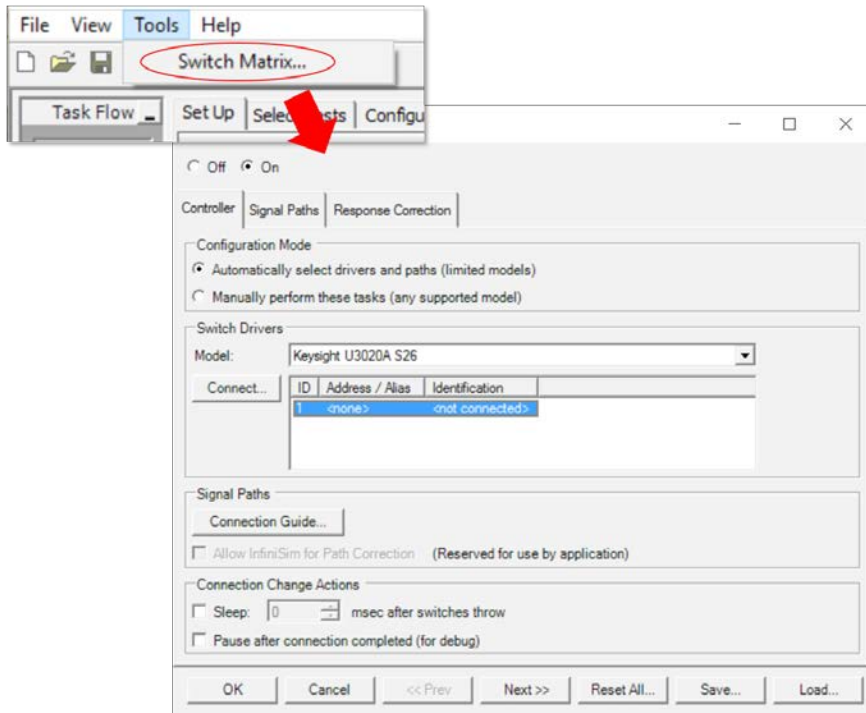 File View Tools Help
Switch Matrix...
Task Flow
Set Up
Configu
Off On
Controller Signal Paths Response Correction
Configuration Mode
Automatically select drivers and paths (limited models)
Manually perform these tasks (any supported model)
Switch Drivers
Model: Keysight U3020A S26
Connect... ID Address / Alias Identification
1 <none> <not connected>
Signal Paths
Connection Guide...
Allow InfiniSim for Path Correction (Reserved for use by application)
Connection Change Actions
Sleep: 0 msec after switches throw
Pause after connection completed (for debug)
OK Cancel << Prev Next >> Reset All... Save... Load...